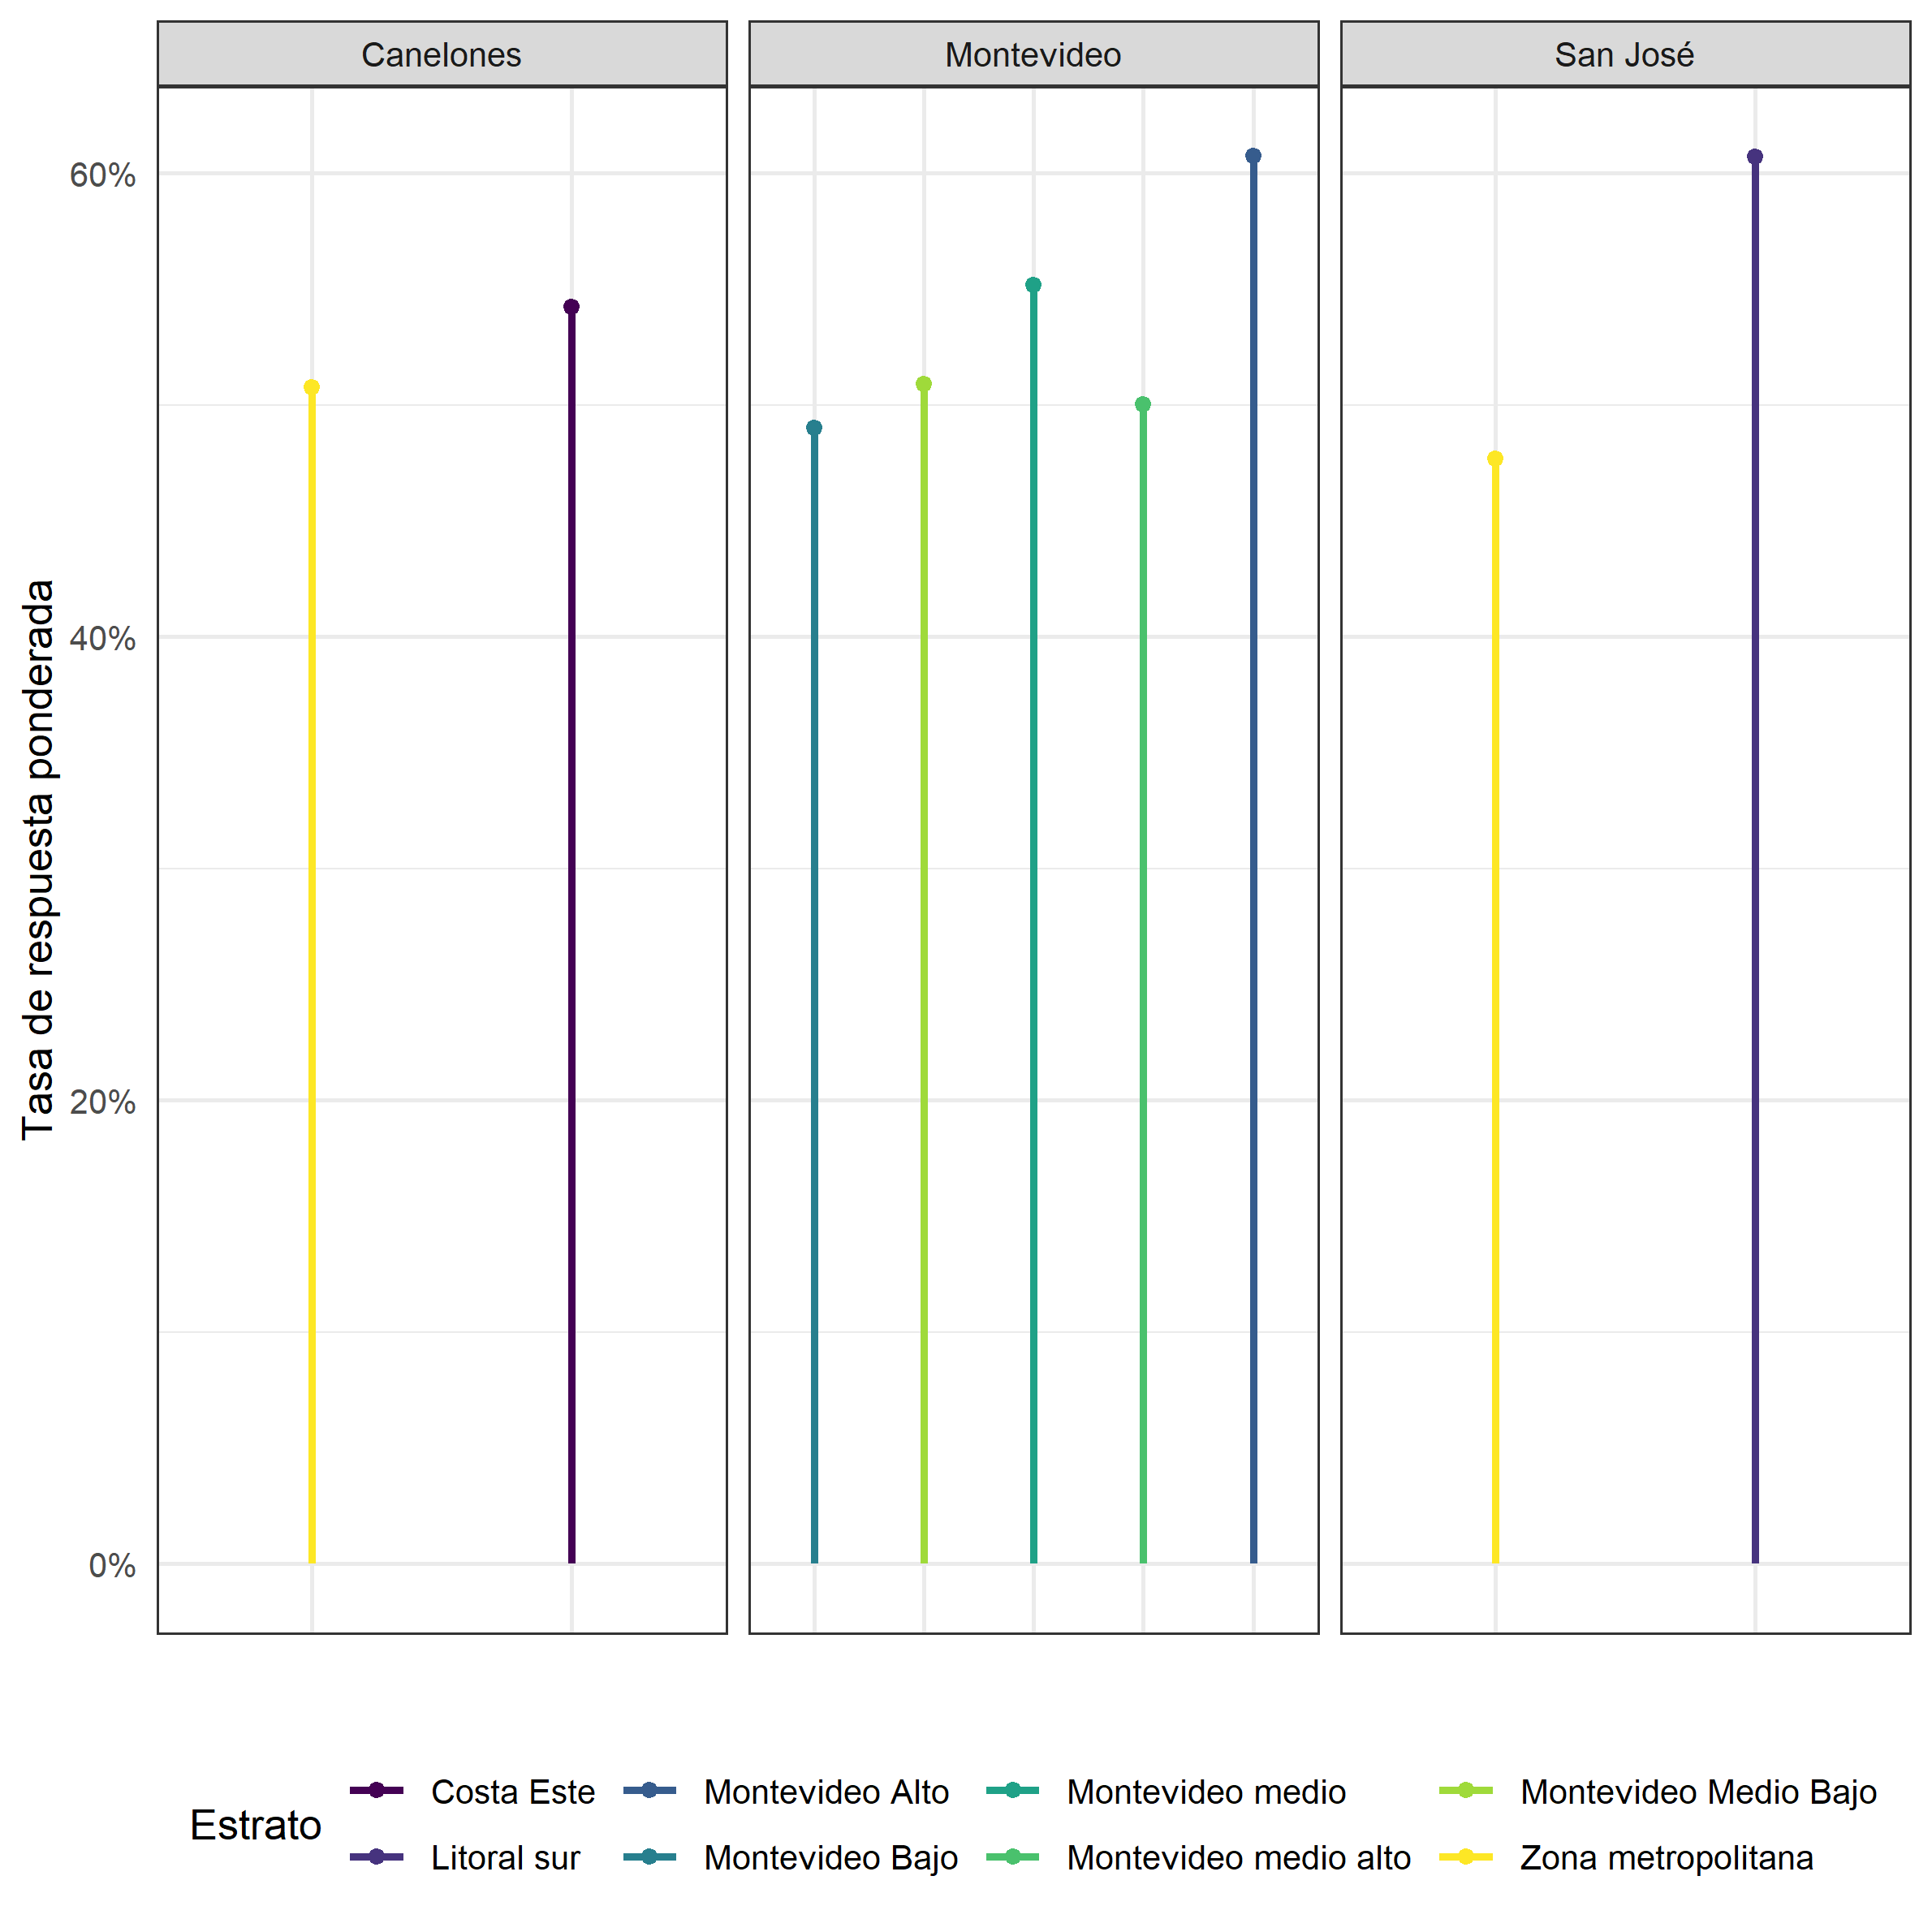 Canelones
Montevideo
San José
60%
40%
20%
0%
Tasa de respuesta ponderada
Estrato
Costa Este
Montevideo Alto
Montevideo medio
Montevideo Medio Bajo
Litoral sur
Montevideo Bajo
Montevideo medio alto
Zona metropolitana